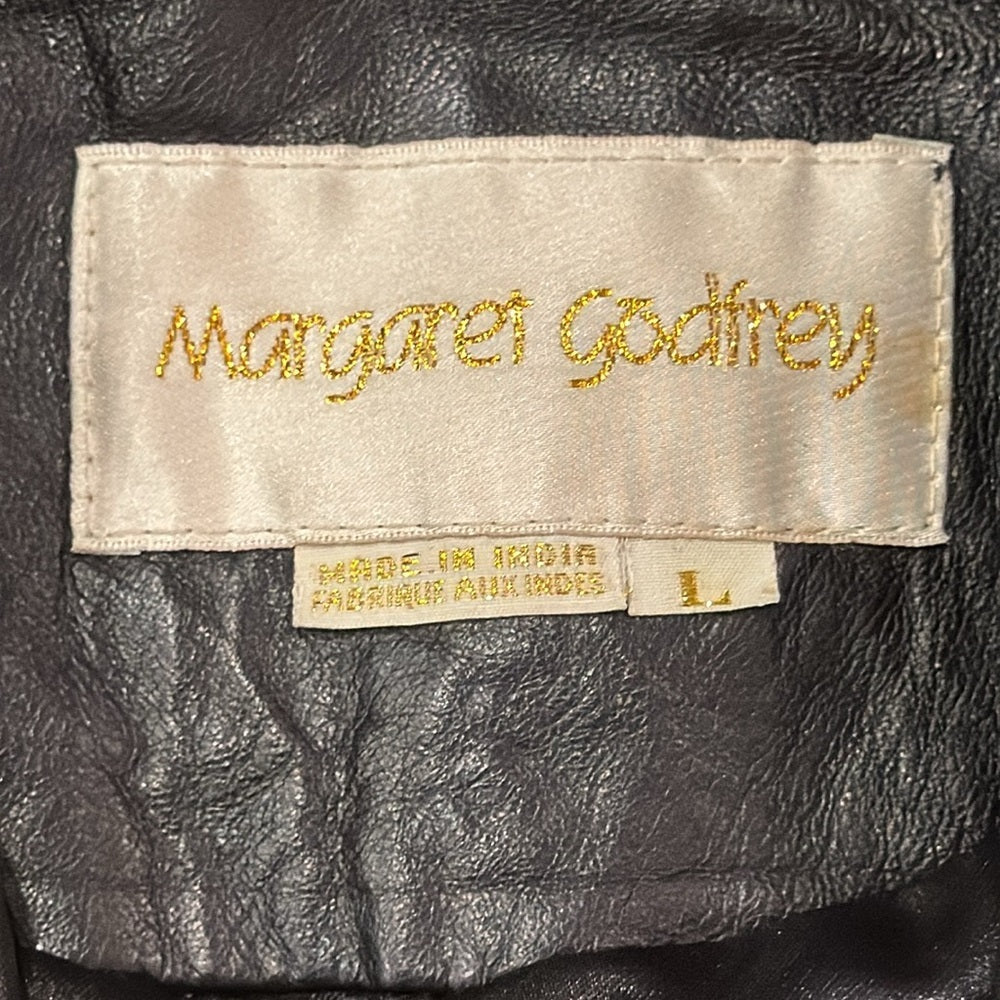 Margaret Godfrey
MADE IN INDIA
FABRIQUE AUX INDES
L